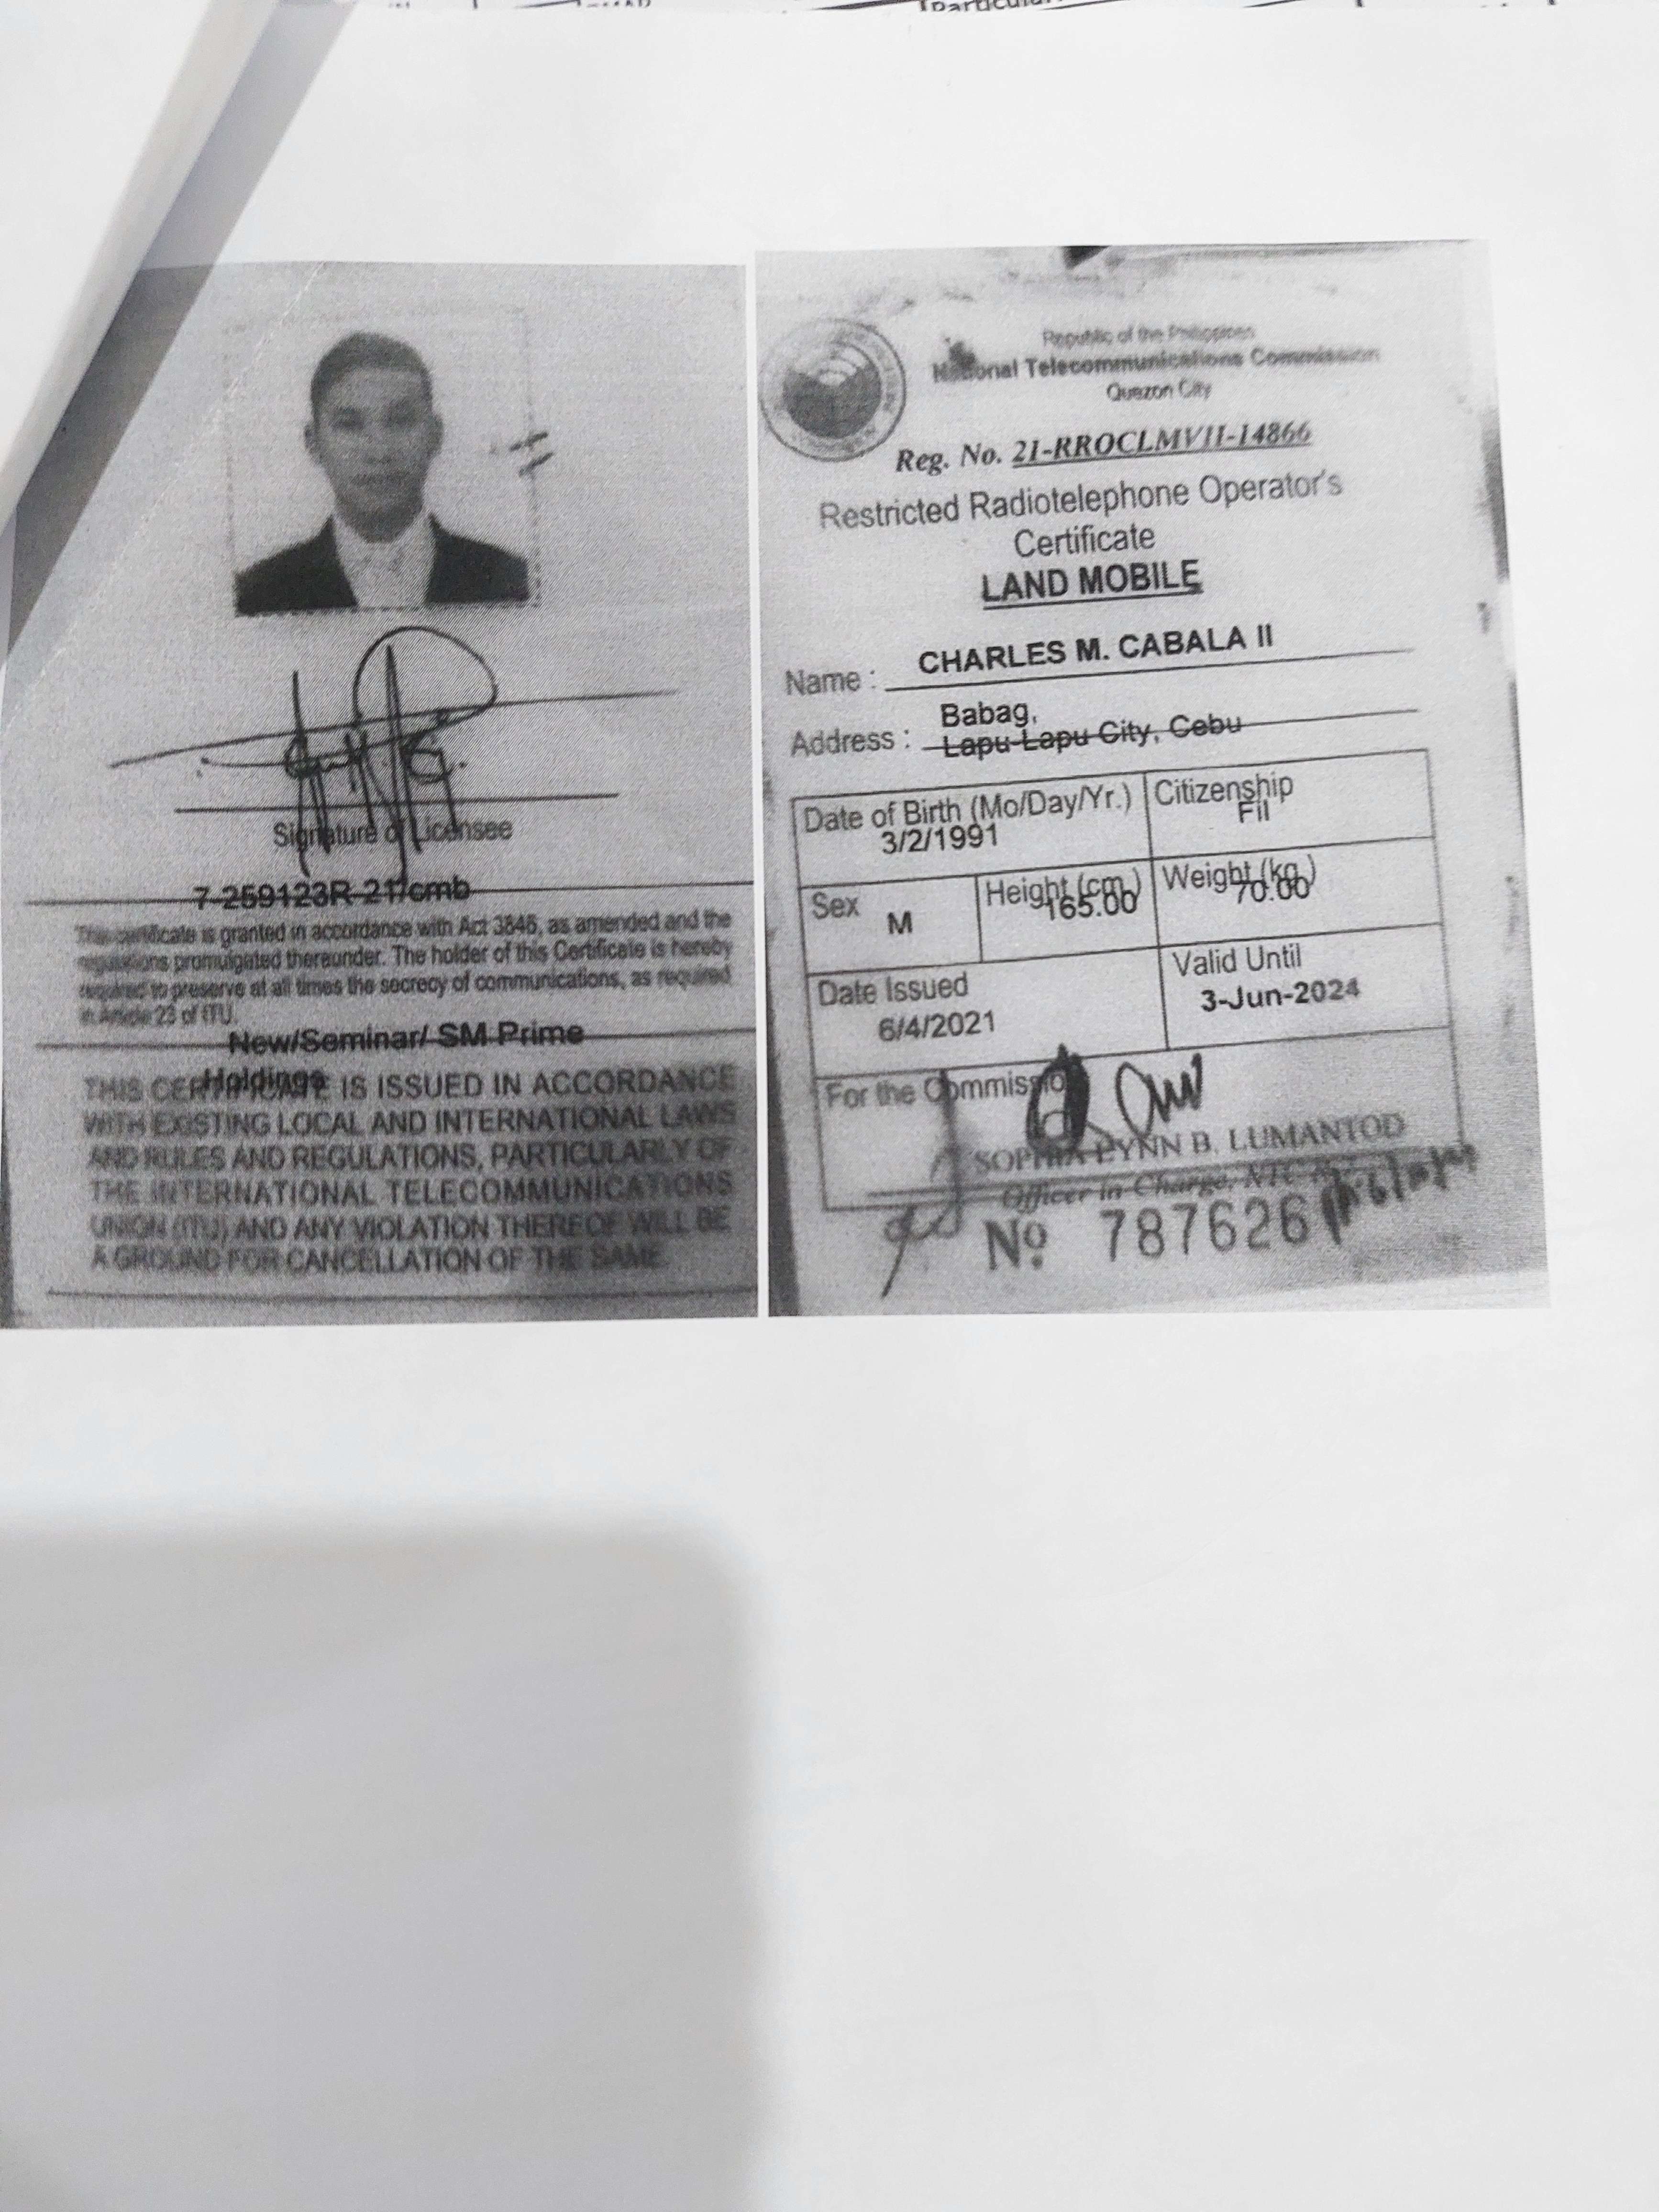 Signature of Licensee
7-259123R-21/cmb
This certificate is granted in accordance with Act 3846, as amended and the
regulations promulgated thereunder. The holder of this Certificate is hereby
required to preserve at all times the secrecy of communications, as required
in Article 23 of ITU.
New/Seminar/ SM Prime
Holdings
THIS CERTIFICATE IS ISSUED IN ACCORDANCE
WITH EXISTING LOCAL AND INTERNATIONAL LAWS
AND RULES AND REGULATIONS, PARTICULARLY OF
THE INTERNATIONAL TELECOMMUNICATIONS
UNION (ITU) AND ANY VIOLATION THEREOF WILL BE
A GROUND FOR CANCELLATION OF THE SAME
Republic of the Philippines
National Telecommunications Commission
Quezon City
Reg. No. 21-RROCLMVII-14866
Restricted Radiotelephone Operator's
Certificate
LAND MOBILE
Name : CHARLES M. CABALA II
Babag,
Address : Lapu-Lapu City, Cebu
Date of Birth (Mo/Day/Yr.) Citizenship
3/2/1991 Fil
Sex Height (cm.) Weight (kg.)
M 165.00 70.00
Date Issued Valid Until
6/4/2021 3-Jun-2024
For the Commission
SOPHIA LYNN B. LUMANTOD
Officer in Charge, NTC
№ 787626